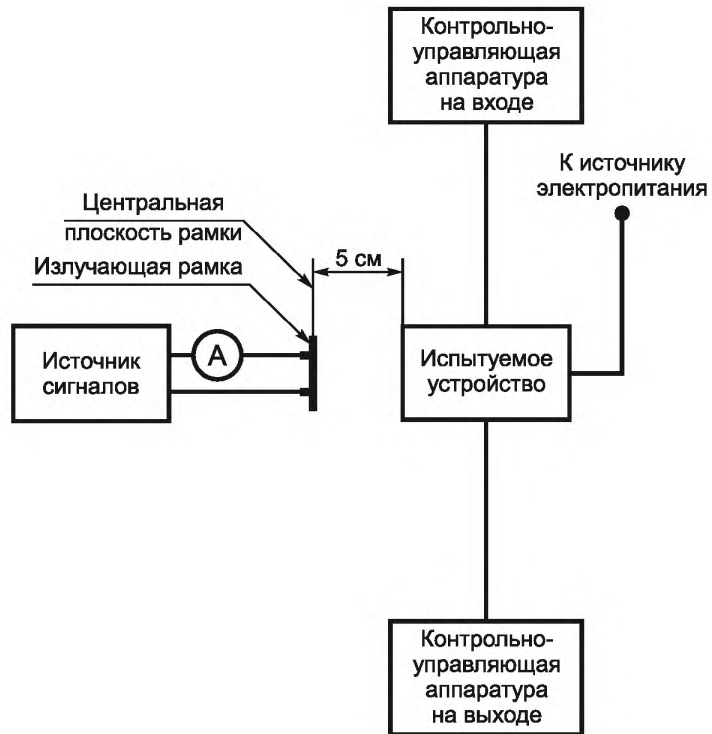 Контрольно-
управляющая
аппаратура
на входе
К источнику
электропитания
Центральная
плоскость рамки
Излучающая рамка
5 см
Источник
сигналов
А
Испытуемое
устройство
Контрольно-
управляющая
аппаратура
на выходе